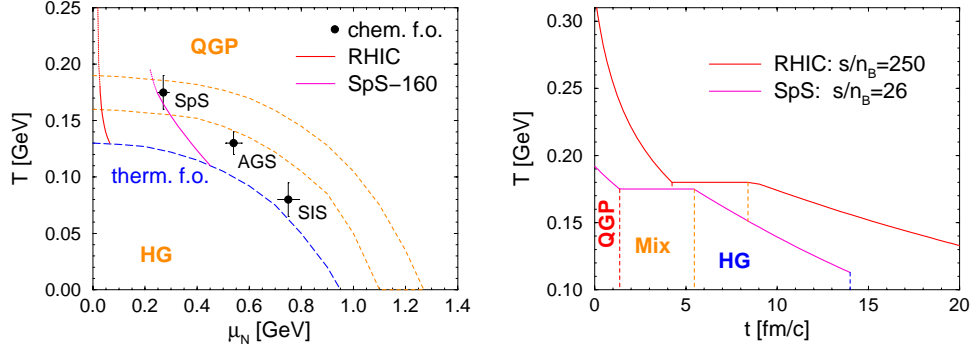 chem. f.o.
RHIC
SpS−160
QGP
SpS
AGS
SIS
therm. f.o.
HG
0.20
0.15
0.10
0.05
0.00
T [GeV]
0.0 0.2 0.4 0.6 0.8 1.0 1.2 1.4
μN [GeV]
RHIC: s/nB=250
SpS: s/nB=26
QGP
Mix
HG
0.30
0.25
0.20
0.15
0.10
T [GeV]
0 5 10 15 20
t [fm/c]